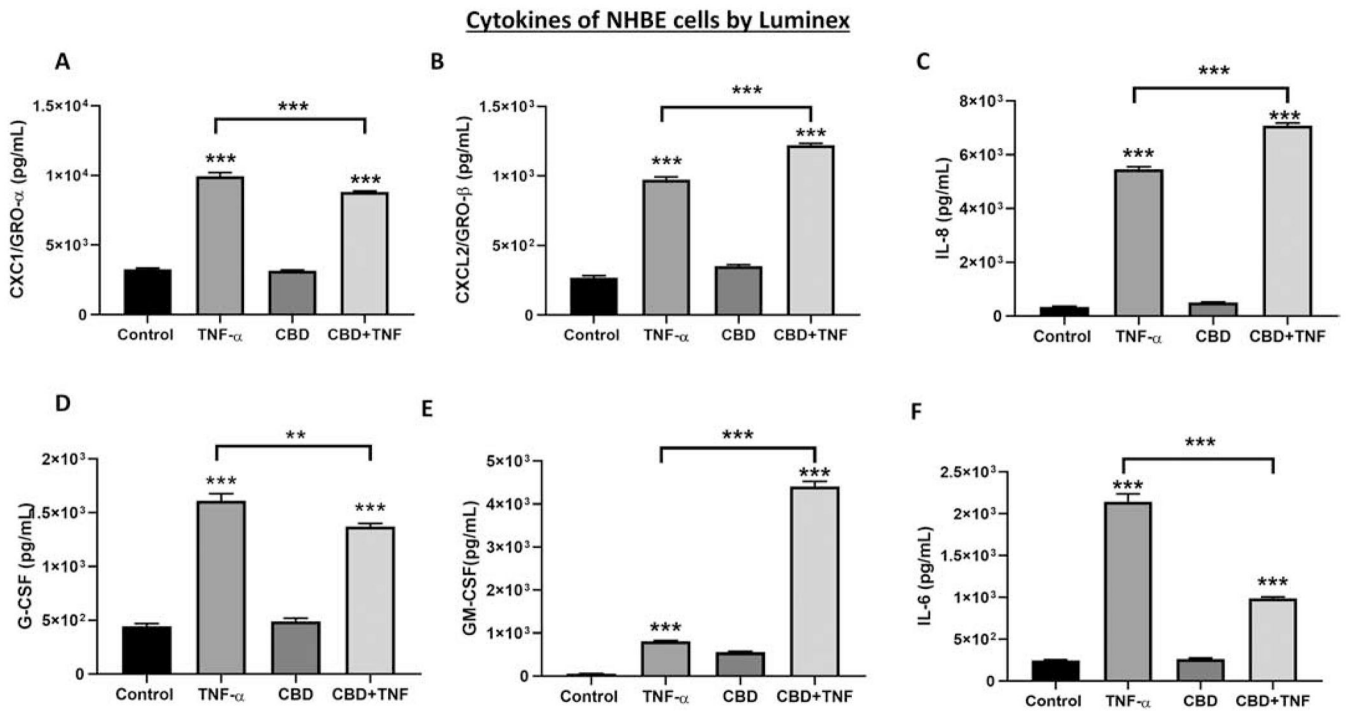 Cytokines of NHBE cells by Luminex
A
CXC1/GRO-α (pg/mL)
1.5×10⁴
1×10⁴
5×10³
0
***
***
***
Control TNF-α CBD CBD+TNF
B
CXCL2/GRO-β (pg/mL)
1.5×10³
1×10³
5×10²
0
***
***
***
Control TNF-α CBD CBD+TNF
C
IL-8 (pg/mL)
8×10³
6×10³
4×10³
2×10³
0
***
***
***
Control TNF-α CBD CBD+TNF
D
G-CSF (pg/mL)
2×10³
1.5×10³
1×10³
5×10²
0
**
***
***
Control TNF-α CBD CBD+TNF
E
GM-CSF(pg/mL)
5×10³
4×10³
3×10³
2×10³
1×10³
0
***
***
***
Control TNF-α CBD CBD+TNF
F
IL-6 (pg/mL)
2.5×10³
2×10³
1.5×10³
1×10³
5×10²
0
***
***
***
Control TNF-α CBD CBD+TNF